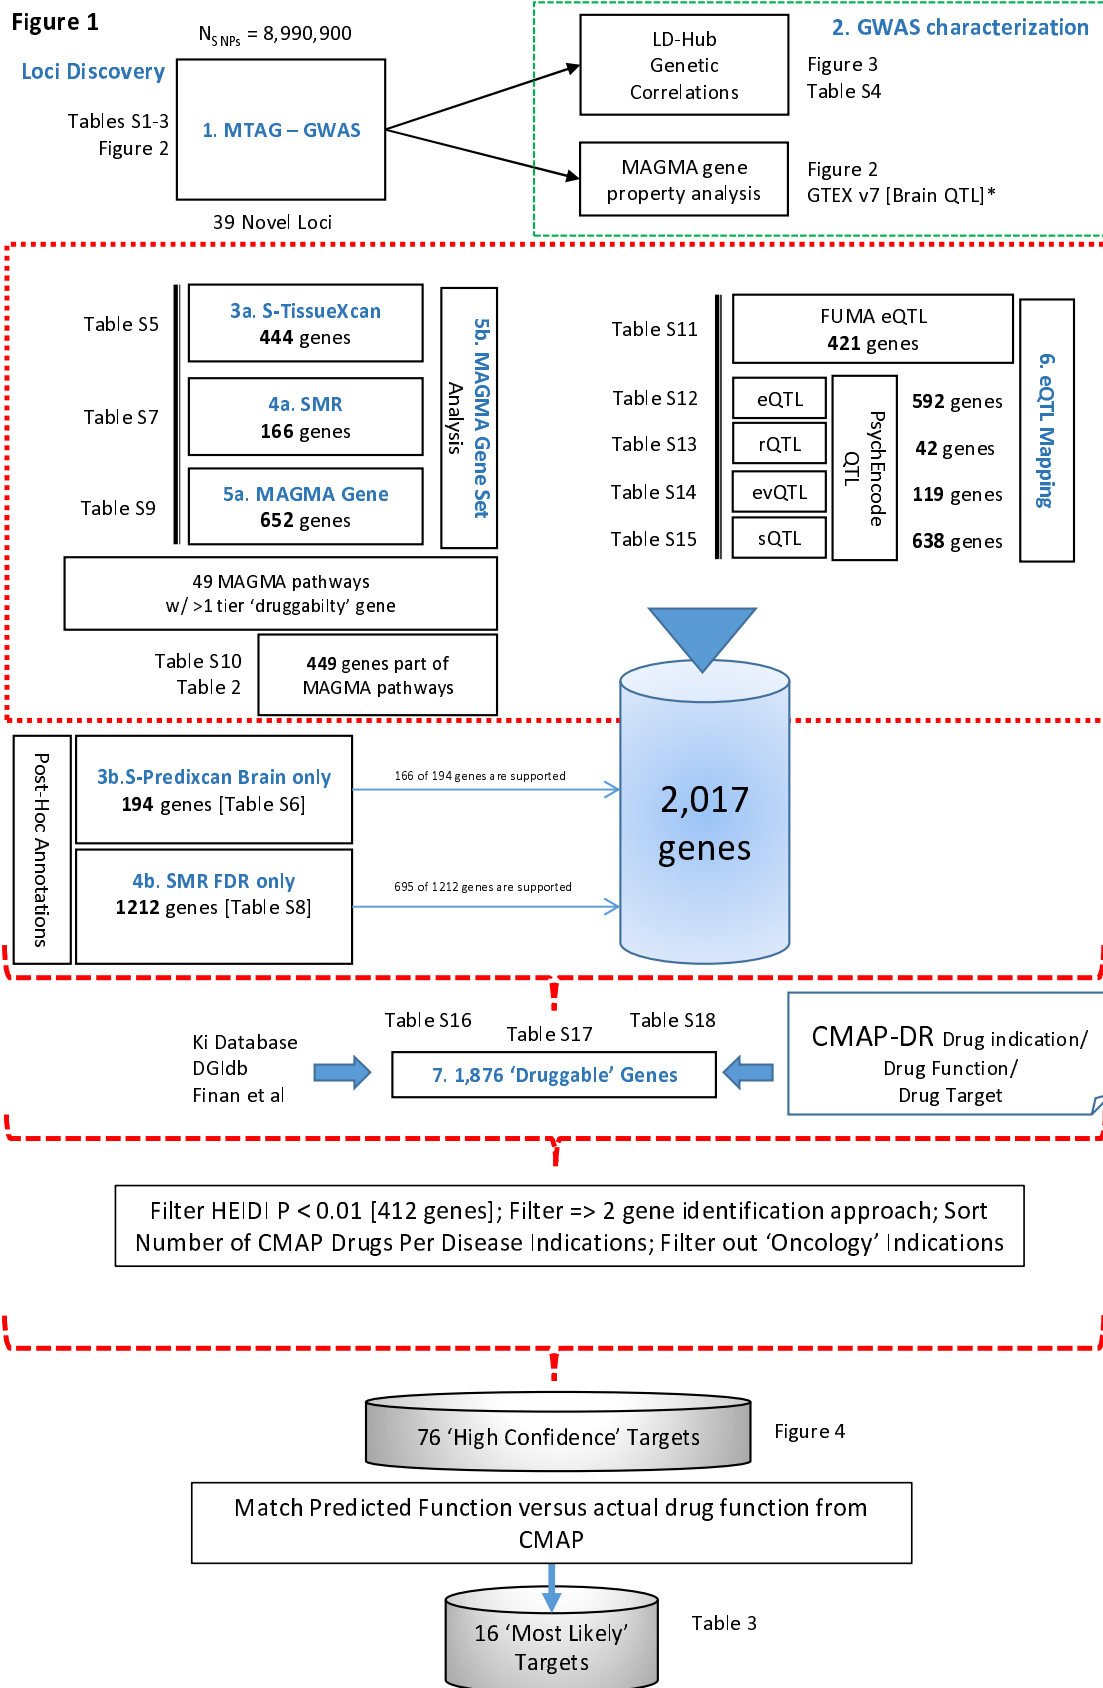 Figure 1
N SNPs = 8,990,900
Loci Discovery
Tables S1-3
Figure 2
1. MTAG – GWAS
39 Novel Loci
2. GWAS characterization
LD-Hub
Genetic
Correlations
Figure 3
Table S4
MAGMA gene
property analysis
Figure 2
GTEX v7 [Brain QTL]*
Table S5
3a. S-TissueXcan
444 genes
Table S7
4a. SMR
166 genes
Table S9
5a. MAGMA Gene
652 genes
5b. MAGMA Gene Set
Analysis
49 MAGMA pathways
w/ >1 tier ‘druggabilty’ gene
Table S10
Table 2
449 genes part of
MAGMA pathways
Table S11
FUMA eQTL
421 genes
Table S12
eQTL
592 genes
Table S13
rQTL
42 genes
Table S14
evQTL
119 genes
Table S15
sQTL
638 genes
PsychEncode
QTL
6. eQTL Mapping
Post-Hoc Annotations
3b.S-Predixcan Brain only
194 genes [Table S6]
166 of 194 genes are supported
4b. SMR FDR only
1212 genes [Table S8]
695 of 1212 genes are supported
2,017
genes
Ki Database
DGIdb
Finan et al
Table S16
Table S17
Table S18
7. 1,876 ‘Druggable’ Genes
CMAP-DR Drug indication/
Drug Function/
Drug Target
Filter HEIDI P < 0.01 [412 genes]; Filter => 2 gene identification approach; Sort
Number of CMAP Drugs Per Disease Indications; Filter out ‘Oncology’ Indications
76 ‘High Confidence’ Targets
Figure 4
Match Predicted Function versus actual drug function from
CMAP
16 ‘Most Likely’
Targets
Table 3